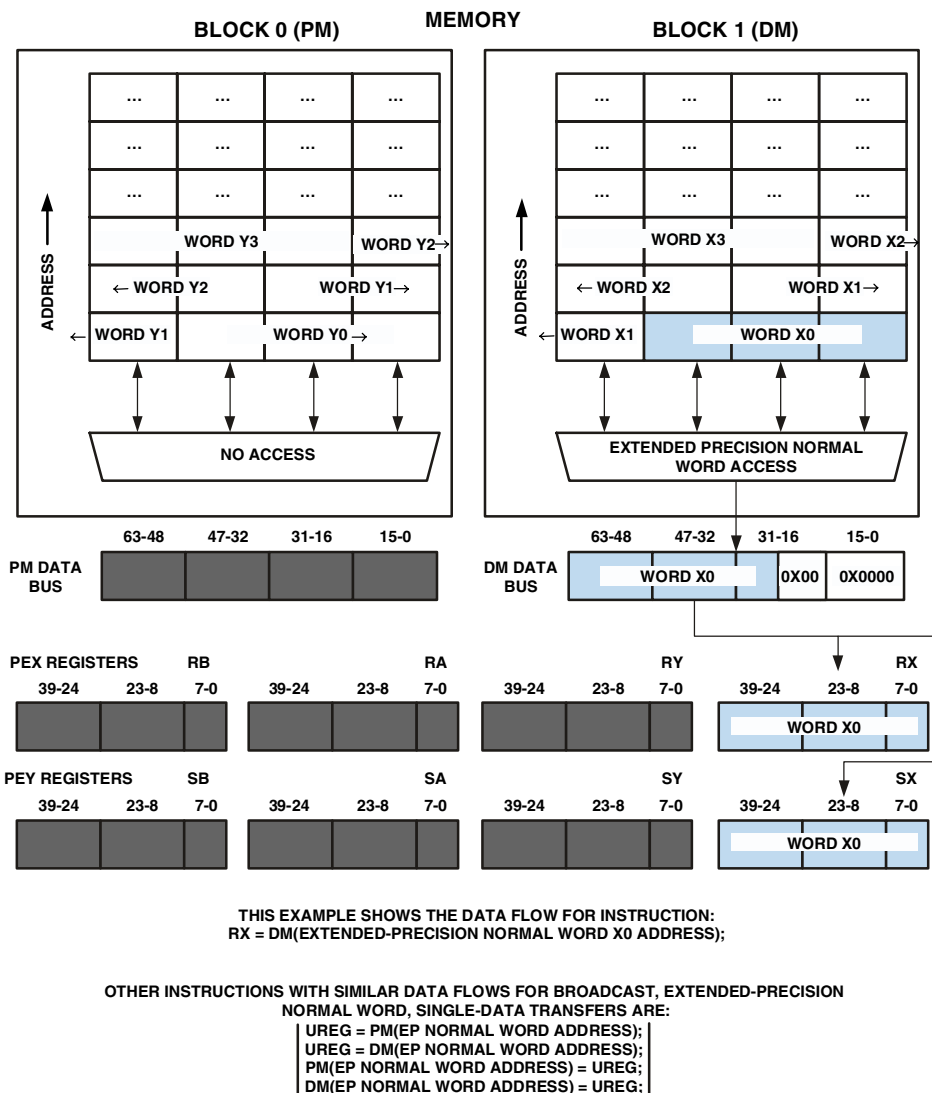 MEMORY
BLOCK 0 (PM)
BLOCK 1 (DM)
... ... ... ...
... ... ... ...
... ... ... ...
WORD Y3 WORD Y2→
← WORD Y2 WORD Y1→
← WORD Y1 WORD Y0 →
ADDRESS
NO ACCESS
... ... ... ...
... ... ... ...
... ... ... ...
WORD X3 WORD X2→
← WORD X2 WORD X1→
← WORD X1 WORD X0
ADDRESS
EXTENDED PRECISION NORMAL
WORD ACCESS
63-48 47-32 31-16 15-0
PM DATA
BUS
63-48 47-32 31-16 15-0
DM DATA
BUS
WORD X0 0X00 0X0000
PEX REGISTERS RB RA RY RX
39-24 23-8 7-0 39-24 23-8 7-0 39-24 23-8 7-0 39-24 23-8 7-0
WORD X0
PEY REGISTERS SB SA SY SX
39-24 23-8 7-0 39-24 23-8 7-0 39-24 23-8 7-0 39-24 23-8 7-0
WORD X0
THIS EXAMPLE SHOWS THE DATA FLOW FOR INSTRUCTION:
RX = DM(EXTENDED-PRECISION NORMAL WORD X0 ADDRESS);
OTHER INSTRUCTIONS WITH SIMILAR DATA FLOWS FOR BROADCAST, EXTENDED-PRECISION
NORMAL WORD, SINGLE-DATA TRANSFERS ARE:
UREG = PM(EP NORMAL WORD ADDRESS);
UREG = DM(EP NORMAL WORD ADDRESS);
PM(EP NORMAL WORD ADDRESS) = UREG;
DM(EP NORMAL WORD ADDRESS) = UREG;